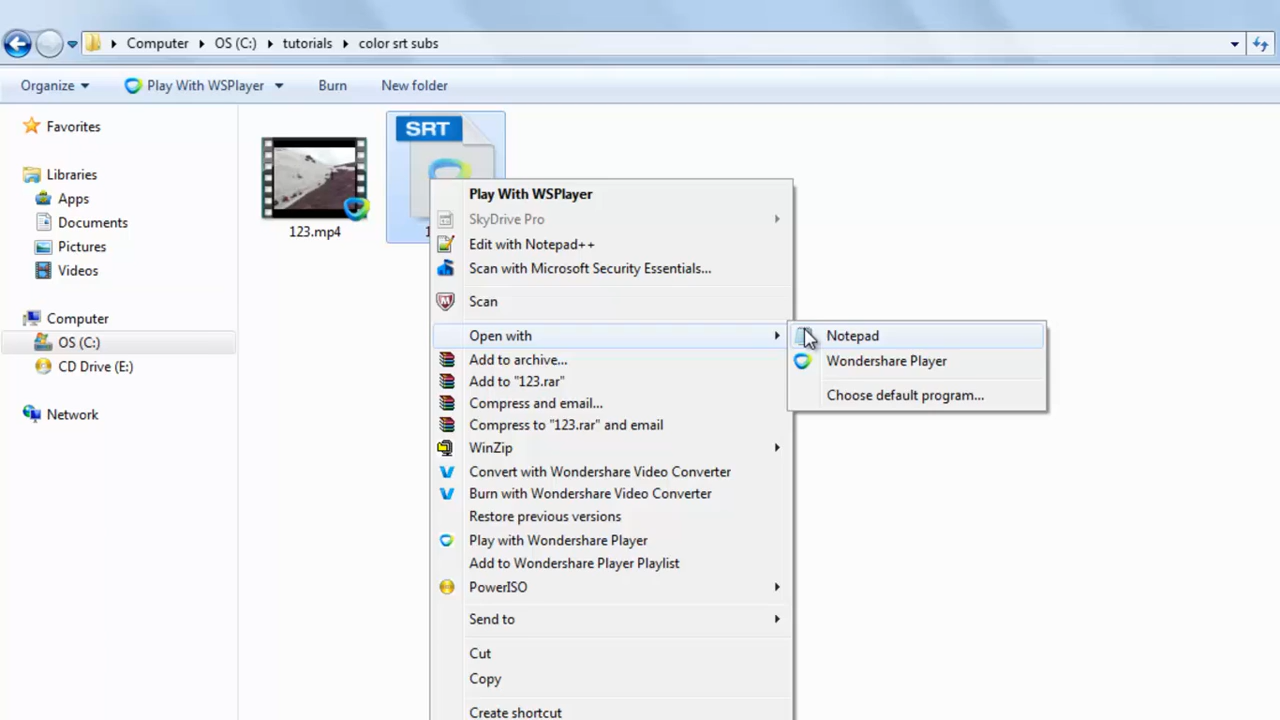 Computer OS (C:) tutorials color srt subs
Organize Play With WSPlayer Burn New folder
Favorites
Libraries
Apps
Documents
Pictures
Videos
Computer
OS (C:)
CD Drive (E:)
Network
123.mp4
SRT
1
Play With WSPlayer
SkyDrive Pro
Edit with Notepad++
Scan with Microsoft Security Essentials...
Scan
Open with
Add to archive...
Add to "123.rar"
Compress and email...
Compress to "123.rar" and email
WinZip
Convert with Wondershare Video Converter
Burn with Wondershare Video Converter
Restore previous versions
Play with Wondershare Player
Add to Wondershare Player Playlist
PowerISO
Send to
Cut
Copy
Create shortcut
Notepad
Wondershare Player
Choose default program...